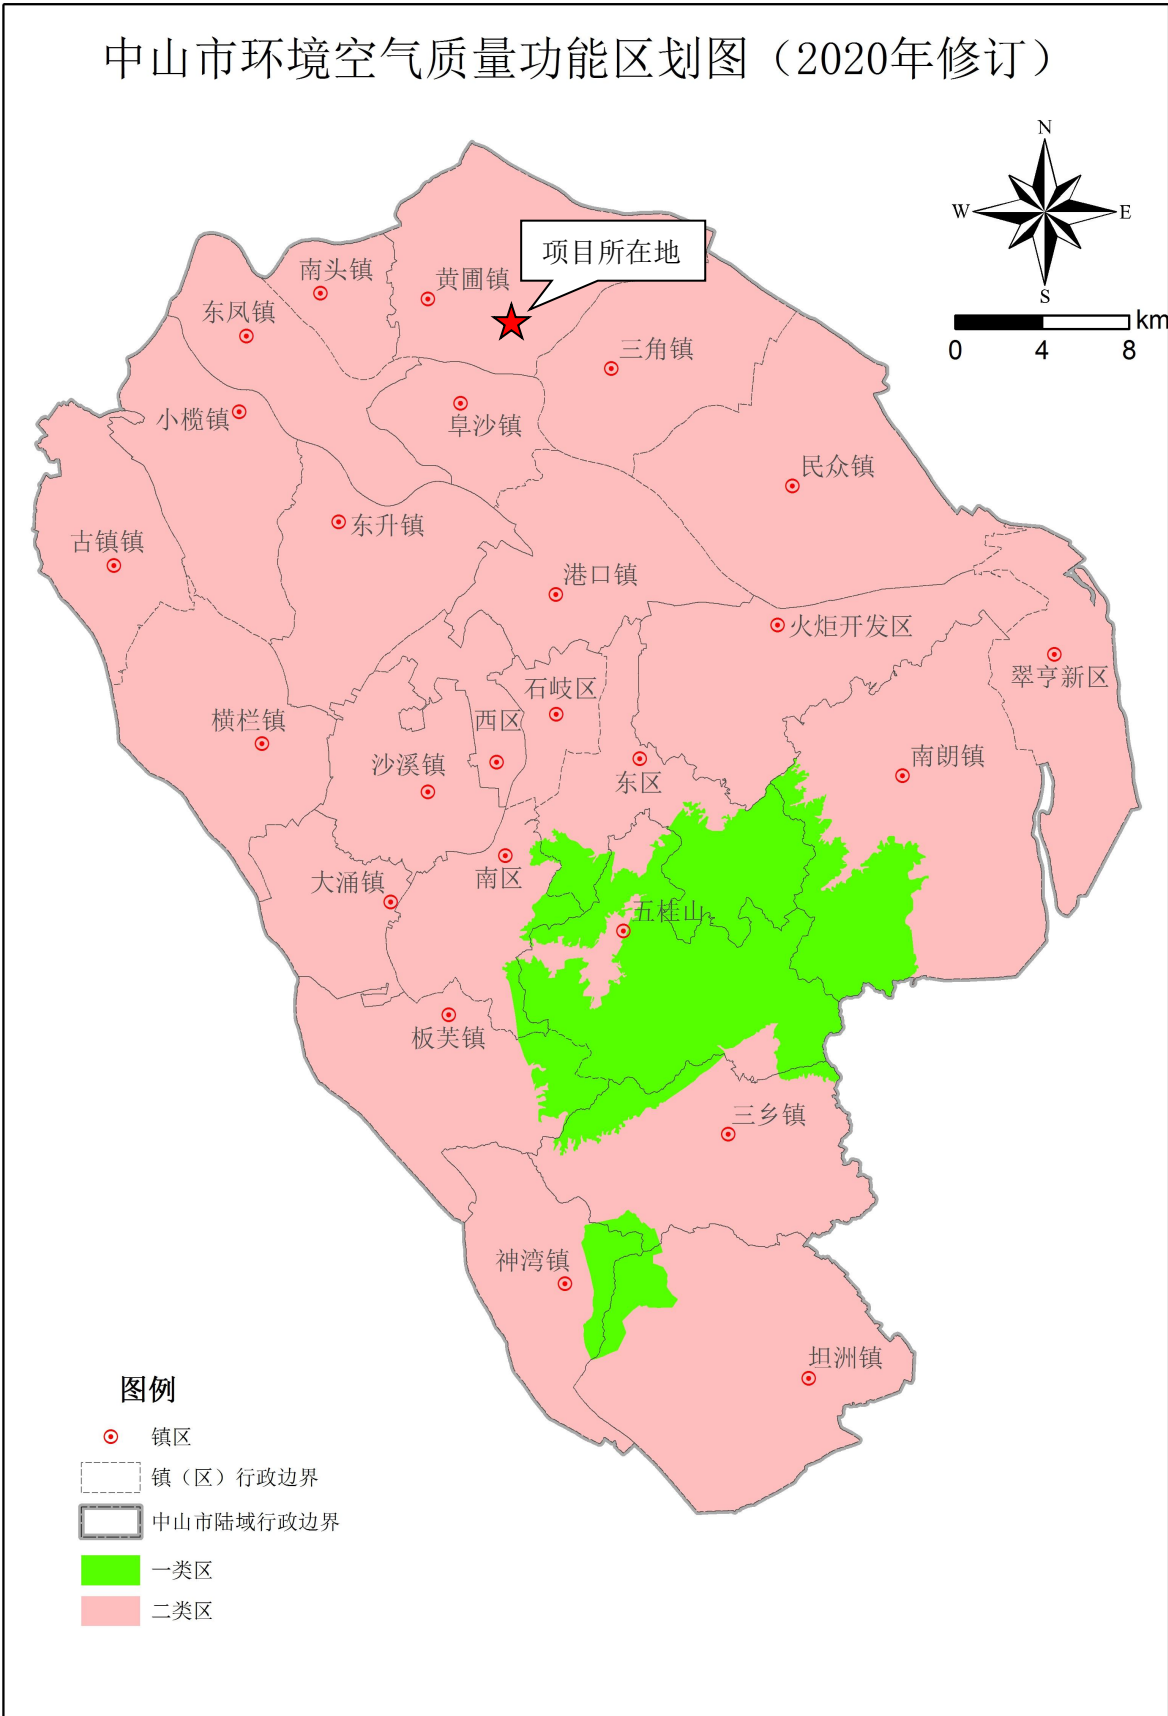 中山市环境空气质量功能区划图（2020年修订）
N
W
E
S
km
0
4
8
项目所在地
南头镇
黄圃镇
东凤镇
三角镇
小榄镇
阜沙镇
民众镇
东升镇
古镇镇
港口镇
火炬开发区
翠亨新区
石岐区
横栏镇
西区
沙溪镇
东区
南朗镇
大涌镇
南区
五桂山
板芙镇
三乡镇
神湾镇
坦洲镇
图例
镇区
镇（区）行政边界
中山市陆域行政边界
一类区
二类区